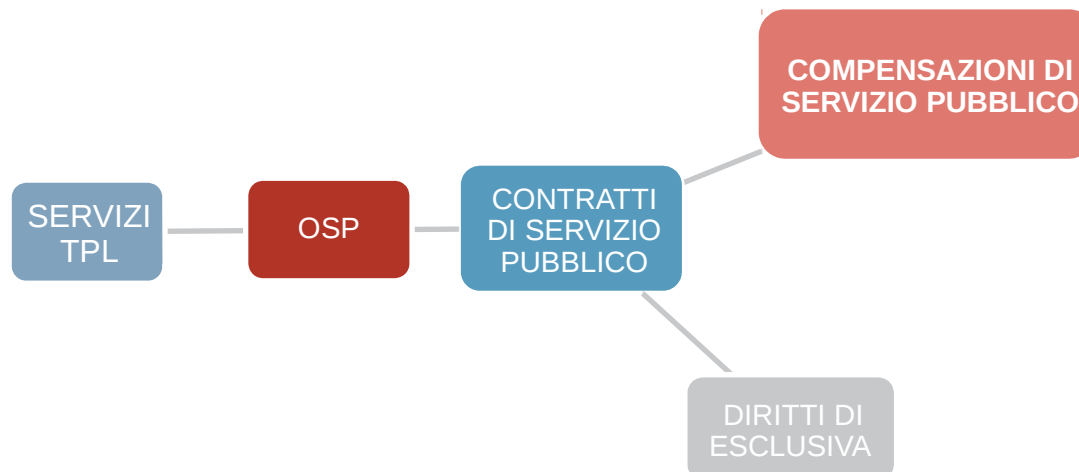 COMPENSAZIONI DI
SERVIZIO PUBBLICO
SERVIZI
TPL
OSP
CONTRATTI
DI SERVIZIO
PUBBLICO
DIRITTI DI
ESCLUSIVA